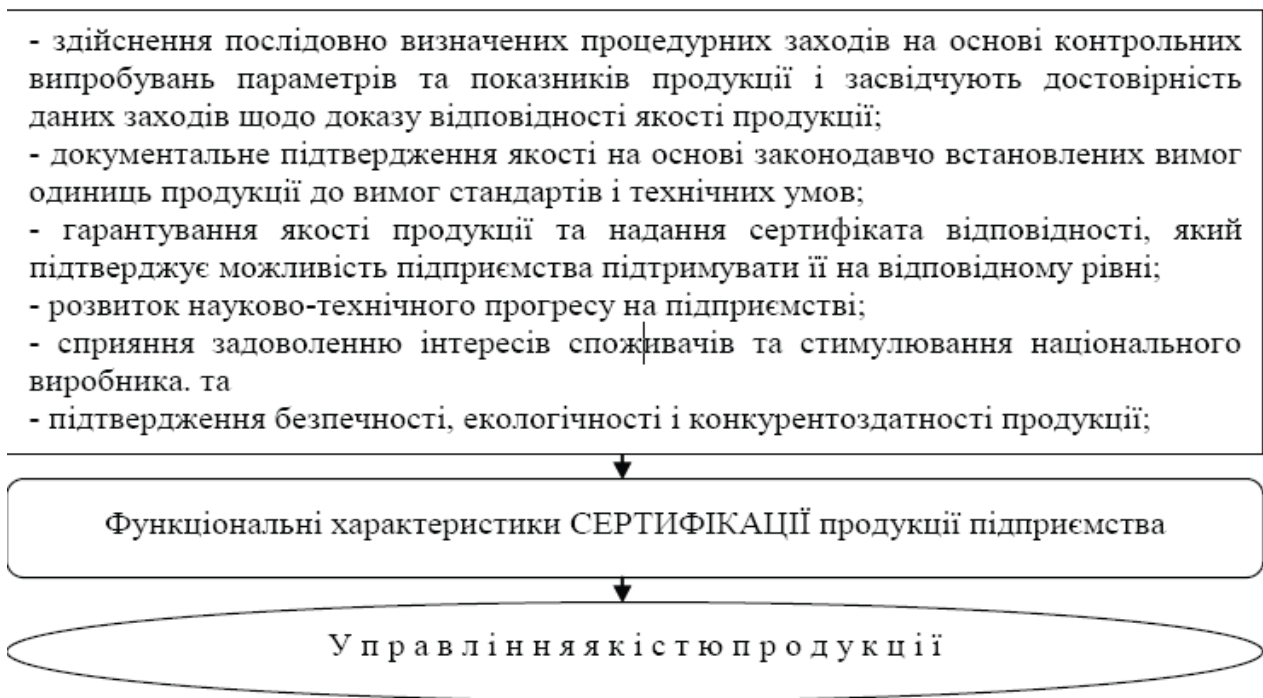 - здійснення послідовно визначених процедурних заходів на основі контрольних
випробувань параметрів та показників продукції і засвідчують достовірність
даних заходів щодо доказу відповідності якості продукції;
- документальне підтвердження якості на основі законодавчо встановлених вимог
одиниць продукції до вимог стандартів і технічних умов;
- гарантування якості продукції та надання сертифіката відповідності, який
підтверджує можливість підприємства підтримувати її на відповідному рівні;
- розвиток науково-технічного прогресу на підприємстві;
- сприяння задоволенню інтересів споживачів та стимулювання національного
виробника. та
- підтвердження безпечності, екологічності і конкурентоздатності продукції;
Функціональні характеристики СЕРТИФІКАЦІЇ продукції підприємства
У п р а в л і н н я я к і с т ю п р о д у к ц і ї